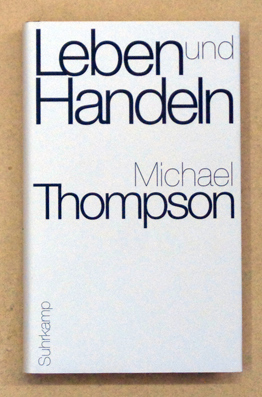 Leben und
Handeln
Michael
Thompson
Suhrkamp